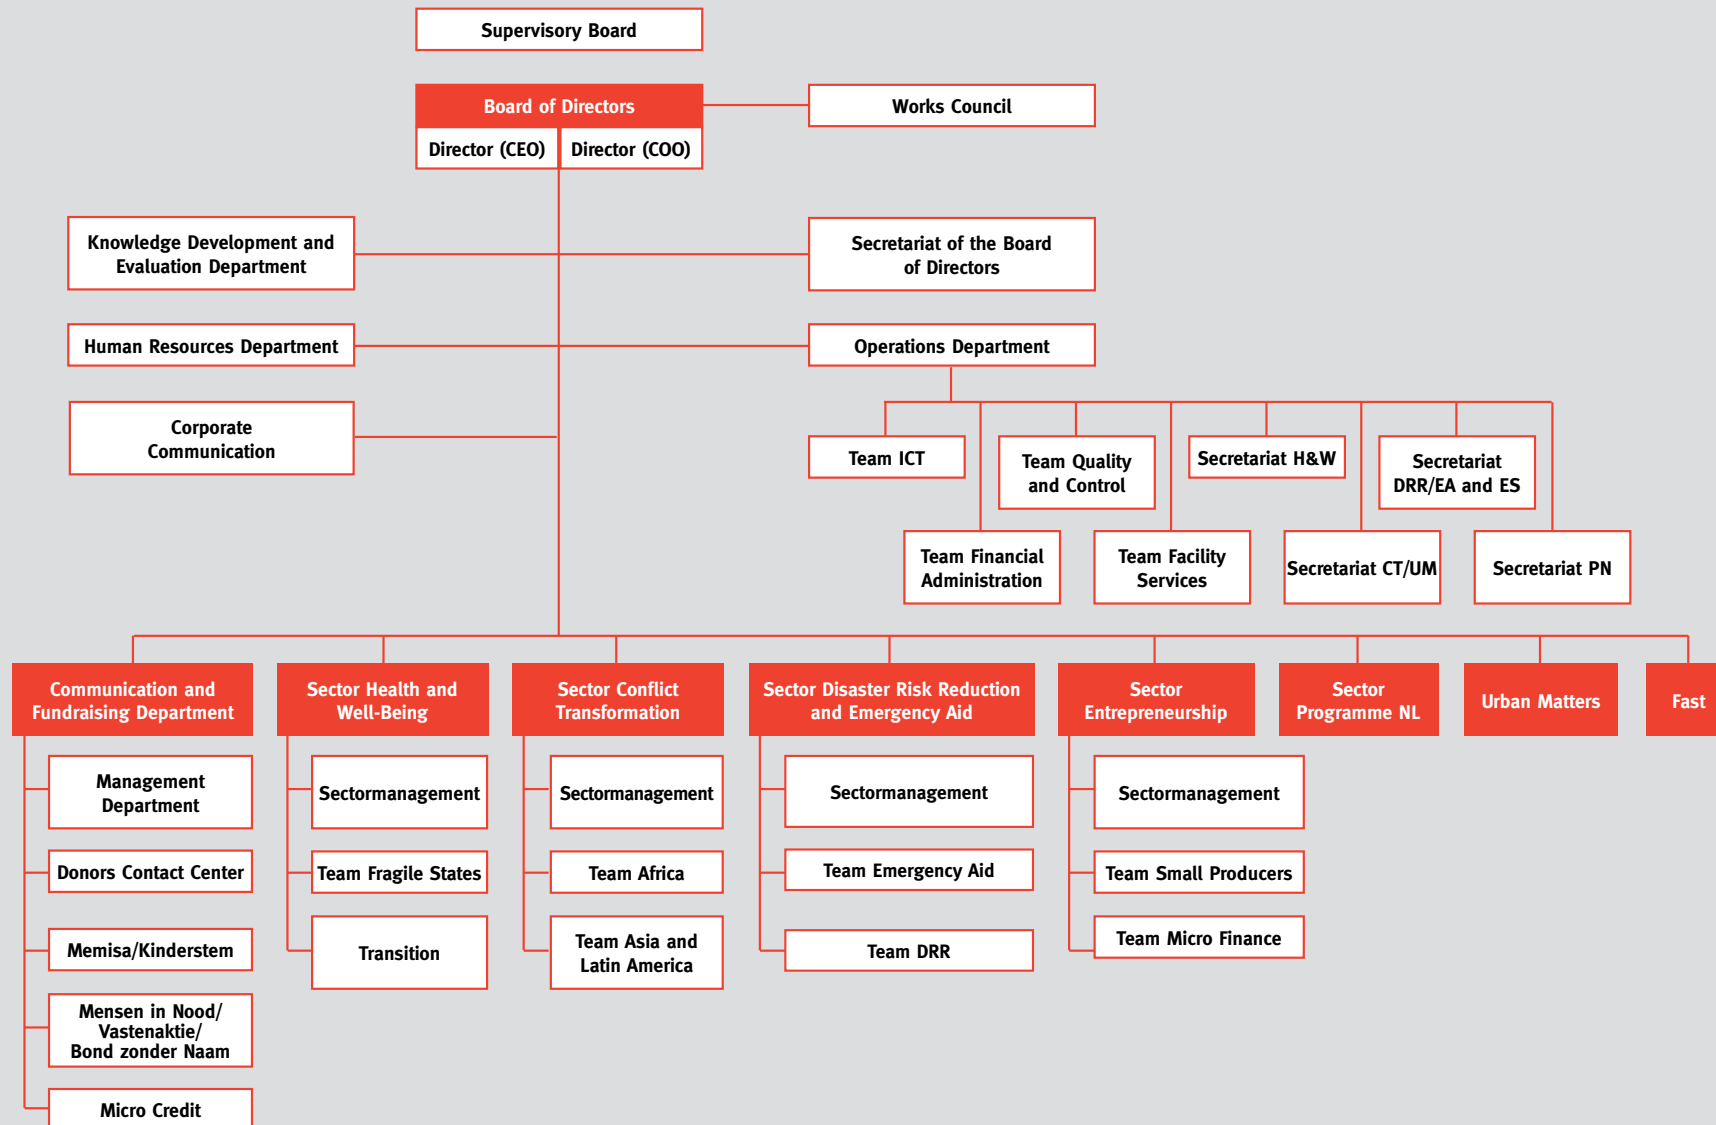 Supervisory Board
Board of Directors
Works Council
Director (CEO)
Director (COO)
Knowledge Development and
Evaluation Department
Secretariat of the Board
of Directors
Human Resources Department
Operations Department
Corporate
Communication
Team ICT
Team Quality
and Control
Secretariat H&W
Secretariat
DRR/EA and ES
Team Financial
Administration
Team Facility
Services
Secretariat CT/UM
Secretariat PN
Communication and
Fundraising Department
Sector Health and
Well-Being
Sector Conflict
Transformation
Sector Disaster Risk Reduction
and Emergency Aid
Sector
Entrepreneurship
Sector
Programme NL
Urban Matters
Fast
Management
Department
Donors Contact Center
Memisa/Kinderstem
Mensen in Nood/
Vastenaktie/
Bond zonder Naam
Micro Credit
Sectormanagement
Team Fragile States
Transition
Sectormanagement
Team Africa
Team Asia and
Latin America
Sectormanagement
Team Emergency Aid
Team DRR
Sectormanagement
Team Small Producers
Team Micro Finance